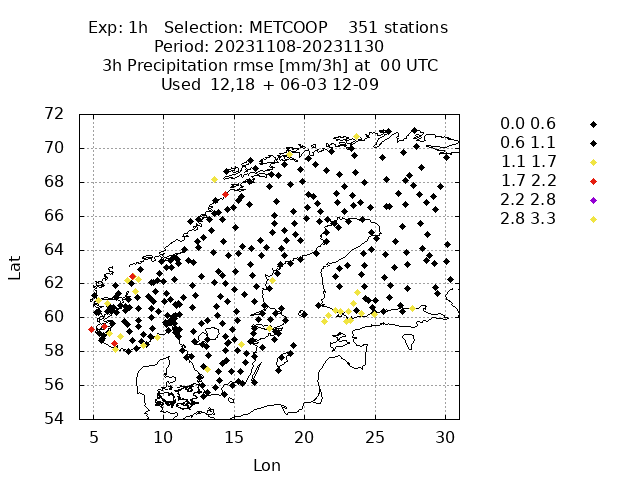 Exp: 1h   Selection: METCOOP    351 stations
Period: 20231108-20231130
3h Precipitation rmse [mm/3h] at  00 UTC
Used  12,18 + 06-03 12-09
72
70
68
66
64
62
60
58
56
54
Lat
5 10 15 20 25 30
Lon
0.0 0.6
0.6 1.1
1.1 1.7
1.7 2.2
2.2 2.8
2.8 3.3